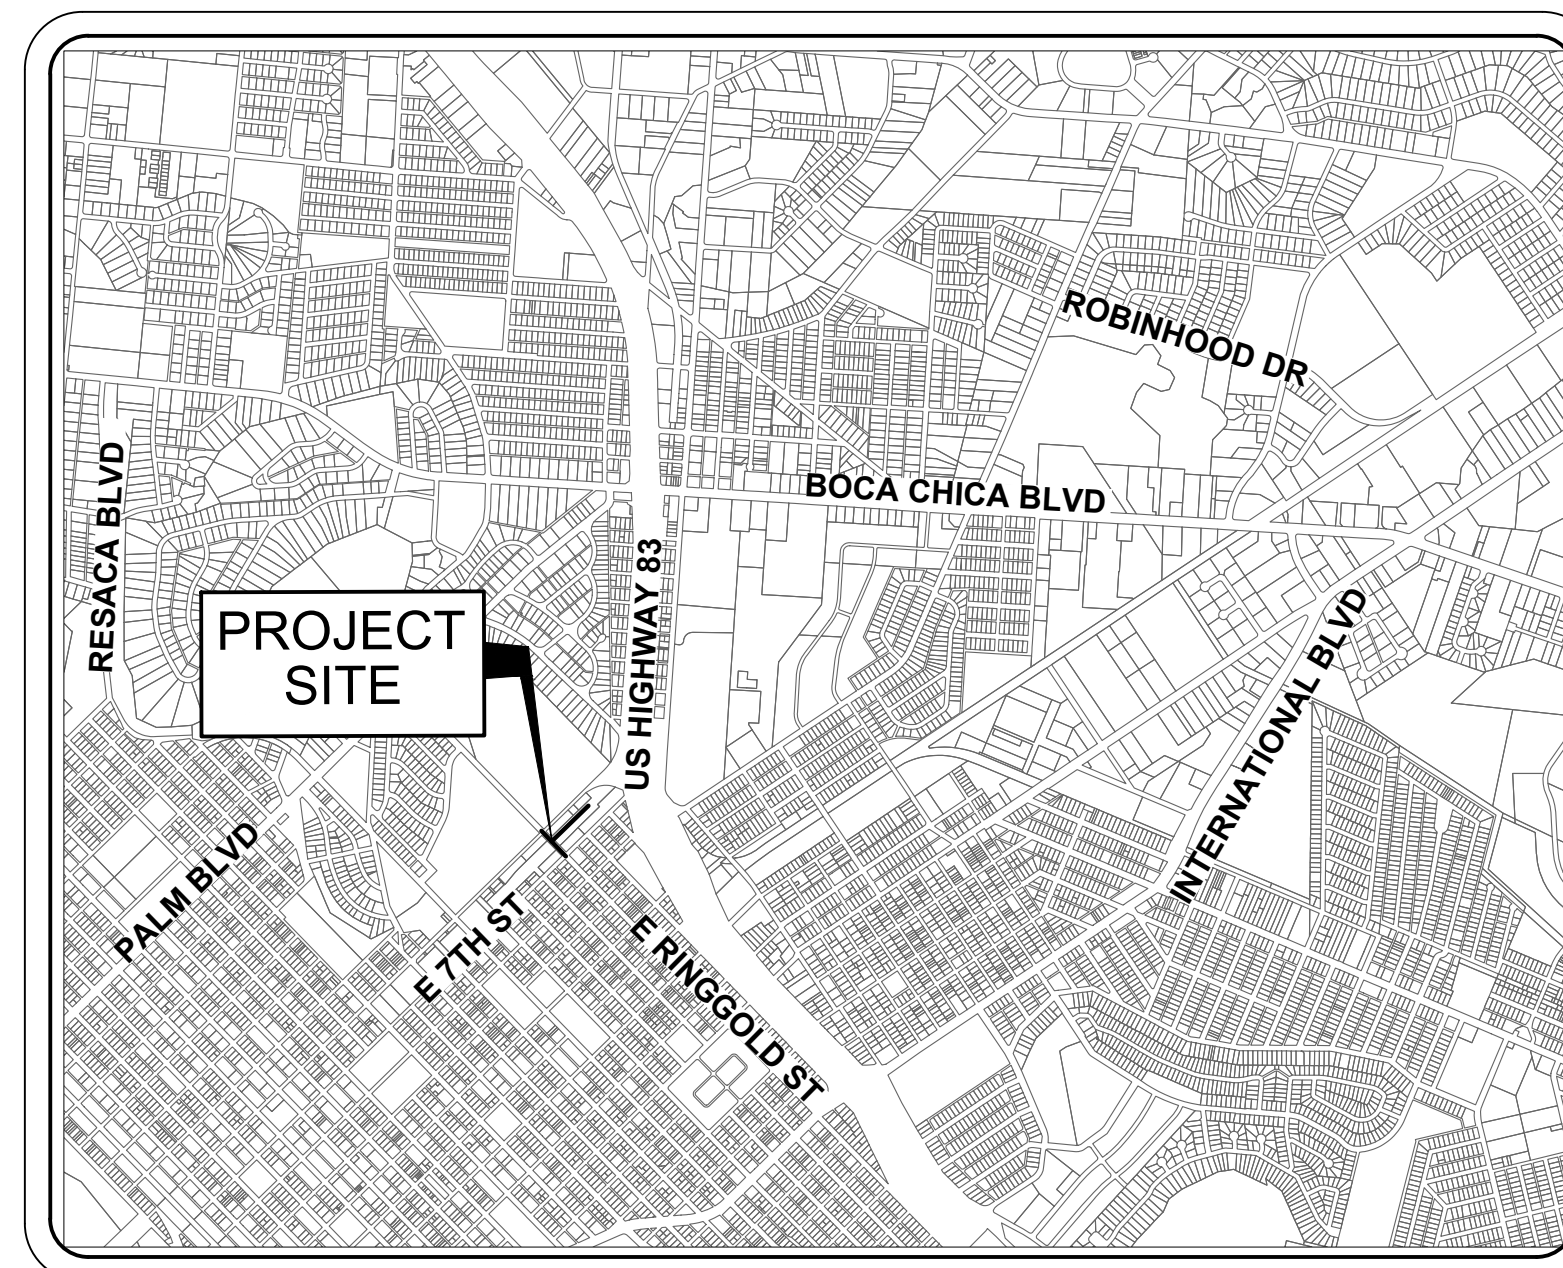 ROBINHOOD DR
BOCA CHICA BLVD
RESACA BLVD
US HIGHWAY 83
PROJECT
SITE
INTERNATIONAL BLVD
PALM BLVD
E 7TH ST
E RINGGOLD ST